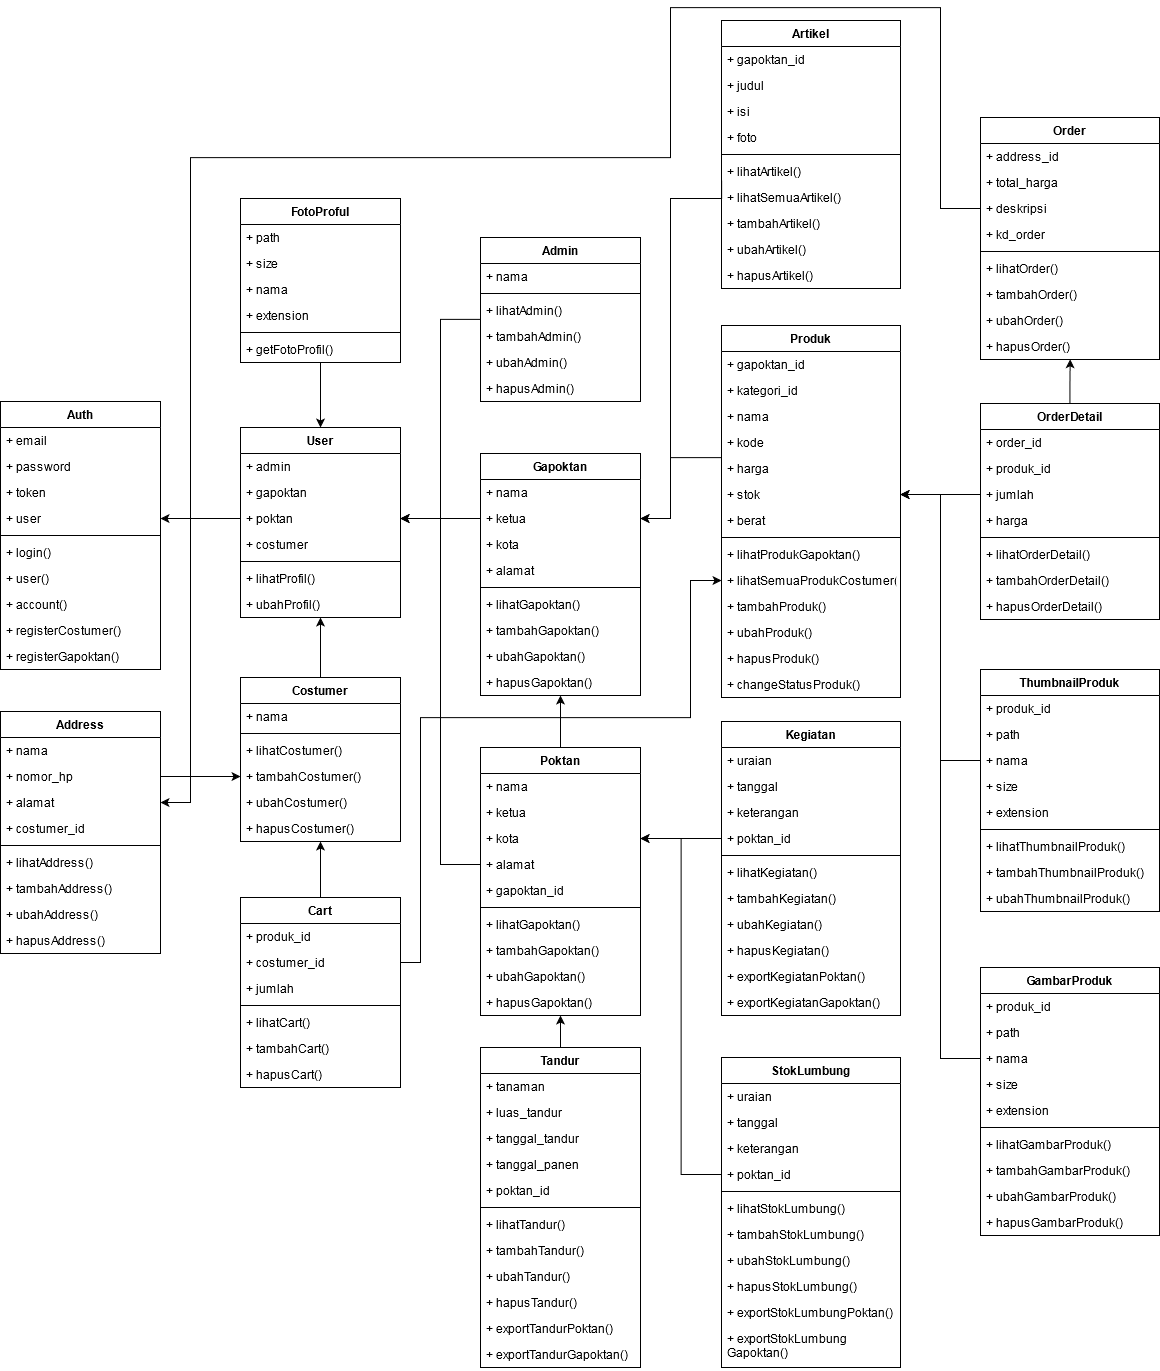 Artikel
+ gapoktan_id
+ judul
+ isi
+ foto
+ lihatArtikel()
+ lihatSemuaArtikel()
+ tambahArtikel()
+ ubahArtikel()
+ hapusArtikel()
Order
+ address_id
+ total_harga
+ deskripsi
+ kd_order
+ lihatOrder()
+ tambahOrder()
+ ubahOrder()
+ hapusOrder()
FotoProful
+ path
+ size
+ nama
+ extension
+ getFotoProfil()
Admin
+ nama
+ lihatAdmin()
+ tambahAdmin()
+ ubahAdmin()
+ hapusAdmin()
Produk
+ gapoktan_id
+ kategori_id
+ nama
+ kode
+ harga
+ stok
+ berat
+ lihatProdukGapoktan()
+ lihatSemuaProdukCostumer(
+ tambahProduk()
+ ubahProduk()
+ hapusProduk()
+ changeStatusProduk()
Auth
+ email
+ password
+ token
+ user
+ login()
+ user()
+ account()
+ registerCostumer()
+ registerGapoktan()
User
+ admin
+ gapoktan
+ poktan
+ costumer
+ lihatProfil()
+ ubahProfil()
Gapoktan
+ nama
+ ketua
+ kota
+ alamat
+ lihatGapoktan()
+ tambahGapoktan()
+ ubahGapoktan()
+ hapusGapoktan()
OrderDetail
+ order_id
+ produk_id
+ jumlah
+ harga
+ lihatOrderDetail()
+ tambahOrderDetail()
+ hapusOrderDetail()
Address
+ nama
+ nomor_hp
+ alamat
+ costumer_id
+ lihatAddress()
+ tambahAddress()
+ ubahAddress()
+ hapusAddress()
Costumer
+ nama
+ lihatCostumer()
+ tambahCostumer()
+ ubahCostumer()
+ hapusCostumer()
Poktan
+ nama
+ ketua
+ kota
+ alamat
+ gapoktan_id
+ lihatGapoktan()
+ tambahGapoktan()
+ ubahGapoktan()
+ hapusGapoktan()
Kegiatan
+ uraian
+ tanggal
+ keterangan
+ poktan_id
+ lihatKegiatan()
+ tambahKegiatan()
+ ubahKegiatan()
+ hapusKegiatan()
+ exportKegiatanPoktan()
+ exportKegiatanGapoktan()
ThumbnailProduk
+ produk_id
+ path
+ nama
+ size
+ extension
+ lihatThumbnailProduk()
+ tambahThumbnailProduk()
+ ubahThumbnailProduk()
Cart
+ produk_id
+ costumer_id
+ jumlah
+ lihatCart()
+ tambahCart()
+ hapusCart()
Tandur
+ tanaman
+ luas_tandur
+ tanggal_tandur
+ tanggal_panen
+ poktan_id
+ lihatTandur()
+ tambahTandur()
+ ubahTandur()
+ hapusTandur()
+ exportTandurPoktan()
+ exportTandurGapoktan()
StokLumbung
+ uraian
+ tanggal
+ keterangan
+ poktan_id
+ lihatStokLumbung()
+ tambahStokLumbung()
+ ubahStokLumbung()
+ hapusStokLumbung()
+ exportStokLumbungPoktan()
+ exportStokLumbung
Gapoktan()
GambarProduk
+ produk_id
+ path
+ nama
+ size
+ extension
+ lihatGambarProduk()
+ tambahGambarProduk()
+ ubahGambarProduk()
+ hapusGambarProduk()